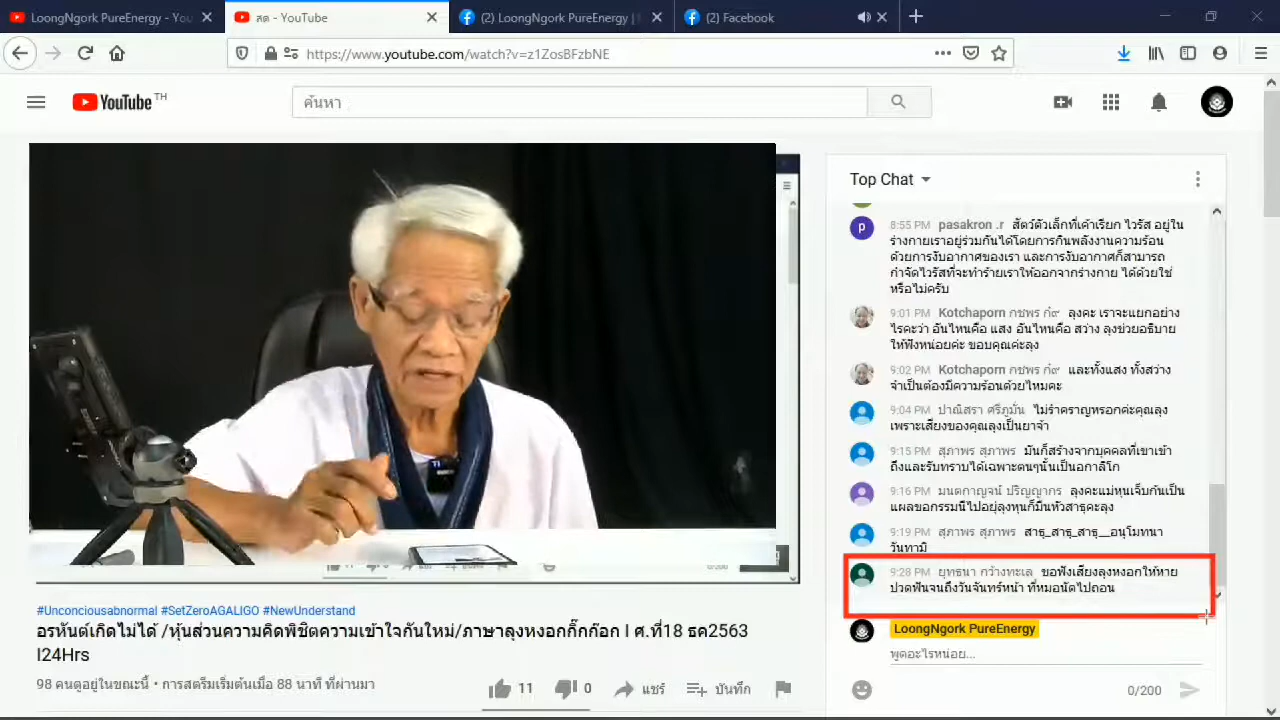 LoongNgork PureEnergy - You
สด - YouTube
(2) LoongNgork PureEnergy |
(2) Facebook
https://www.youtube.com/watch?v=z1ZosBFzbNE
YouTube TH
ค้นหา
Top Chat
8:55 PM pasakron .r สัตว์ตัวเล็กที่เค้าเรียก ไวรัส อยู่ใน
ร่างกายเราอยู่ร่วมกันได้โดยการกินพลังงานความร้อน
ด้วยการงับอากาศของเรา และการงับอากาศก็สามารถ
กำจัดไวรัสที่จะทำร้ายเราให้ออกจากร่างกาย ได้ด้วยใช่
หรือไม่ครับ
9:01 PM Kotchaporn กชพร ก๋๙ ลุงคะ เราจะแยกอย่าง
ไรคะว่า อันไหนคือ แสง อันไหนคือ สว่าง ลุงช่วยอธิบาย
ให้ฟังหน่อยค่ะ ขอบคุณค่ะลุง
9:02 PM Kotchaporn กชพร ก๋๙ และทั้งแสง ทั้งสว่าง
จำเป็นต้องมีความร้อนด้วยไหมคะ
9:04 PM ปาณิสรา ศรีภูมั่น ไม่รำคราญหรอกค่ะคุณลุง
เพราะเสียงของคุณลุงเป็นยาจ้า
9:15 PM สุภาพร สุภาพร มันก็สร้างจากบุคคลที่เขาเข้า
ถึงและรับทราบได้เฉพาะตนๆนั้นเป็นอกาลิโก
9:16 PM มนตกาญจน์ ปริญญากร ลุงคะแม่หุนเจ็บก้นเป็น
แผลขอกรรมนี้ไปอยู่ลุงหุนก็มึนหัวสาธุคะลุง
9:19 PM สุภาพร สุภาพร สาธุ_สาธุ_สาธุ__อนุโมทนา
วันทามิ
9:28 PM ยุทธนา กว้างทะเล ขอฟังเสียงลุงหงอกให้หาย
ปวดฟันจนถึงวันจันทร์หน้า ที่หมอนัดไปถอน
LoongNgork PureEnergy
พูดอะไรหน่อย...
0/200
#Unconciousabnormal #SetZeroAGALIGO #NewUnderstand
อรหันต์เกิดไม่ได้ /หุ้นส่วนความคิดพิชิตความเข้าใจกันใหม่/ภาษาลุงหงอกกิ๊กก๊อก I ศ.ที่18 ธค2563
I24Hrs
98 คนดูอยู่ในขณะนี้ • การสตรีมเริ่มต้นเมื่อ 88 นาที ที่ผ่านมา
11
0
แชร์
บันทึก